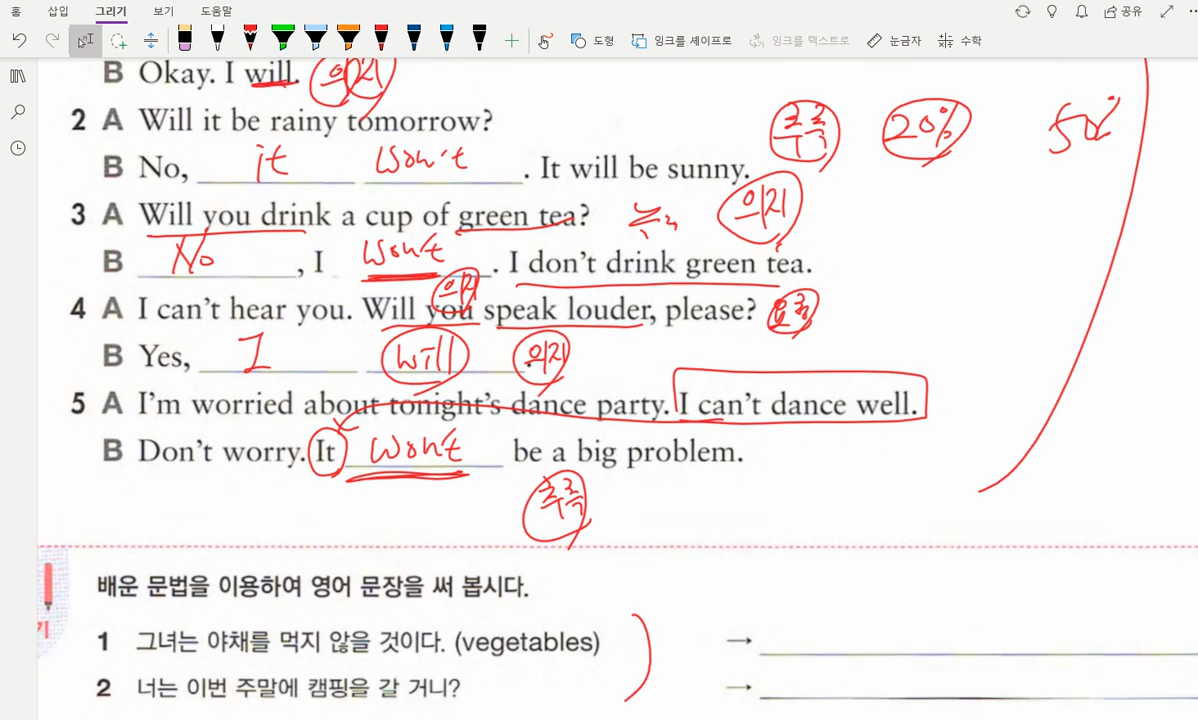 홈 삽입 그리기 보기 도움말 공유
도형 잉크를 셰이프로 잉크를 텍스트로 눈금자 수학
B Okay. I will. 의지
2 A Will it be rainy tomorrow? 추측 20%
B No, it won't. It will be sunny.
3 A Will you drink a cup of green tea? 의지
B No, I won't. I don't drink green tea.
4 A I can't hear you. Will you speak louder, please? 요청
의지
B Yes, I will. 의지
5 A I'm worried about tonight's dance party. I can't dance well.
B Don't worry. It won't be a big problem.
추측
배운 문법을 이용하여 영어 문장을 써 봅시다.
기
1 그녀는 야채를 먹지 않을 것이다. (vegetables) →
2 너는 이번 주말에 캠핑을 갈 거니? →